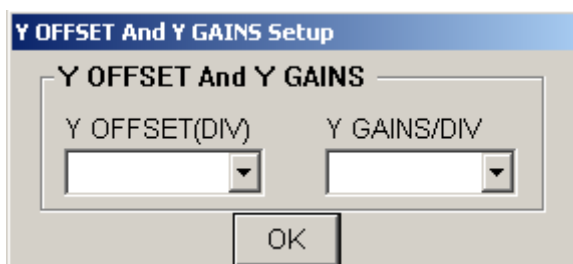 Y OFFSET And Y GAINS Setup
Y OFFSET And Y GAINS
Y OFFSET(DIV) Y GAINS/DIV
OK